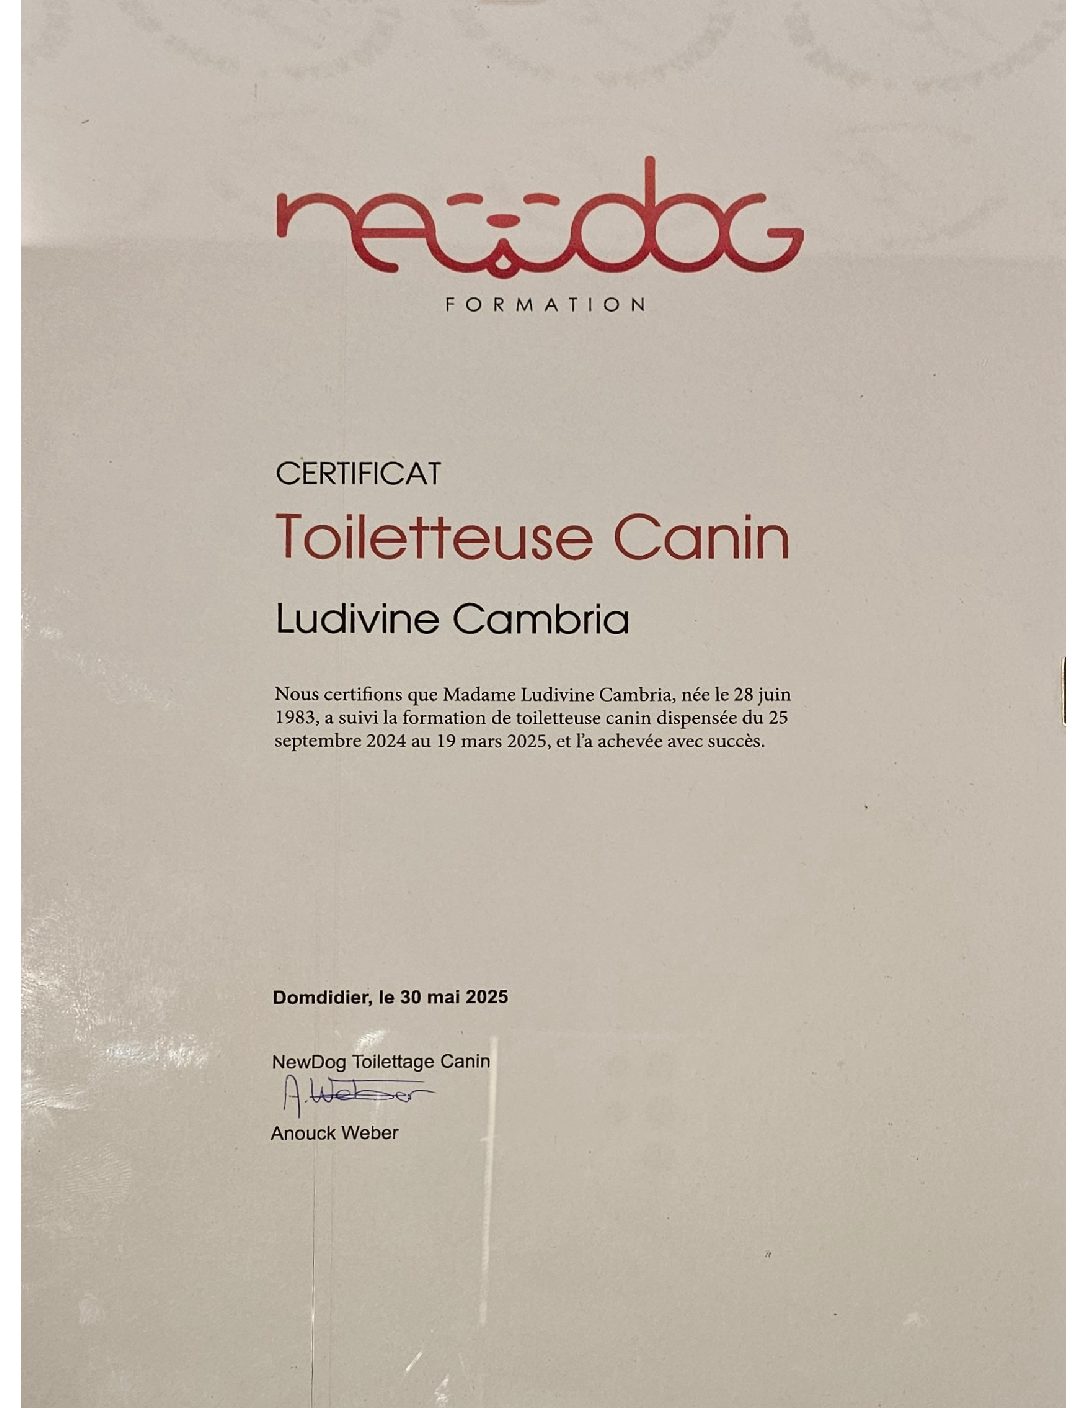 newdog
FORMATION
CERTIFICAT
Toiletteuse Canin
Ludivine Cambria
Nous certifions que Madame Ludivine Cambria, née le 28 juin
1983, a suivi la formation de toiletteuse canin dispensée du 25
septembre 2024 au 19 mars 2025, et l'a achevée avec succès.
Domdidier, le 30 mai 2025
NewDog Toilettage Canin
A. Weber
Anouck Weber